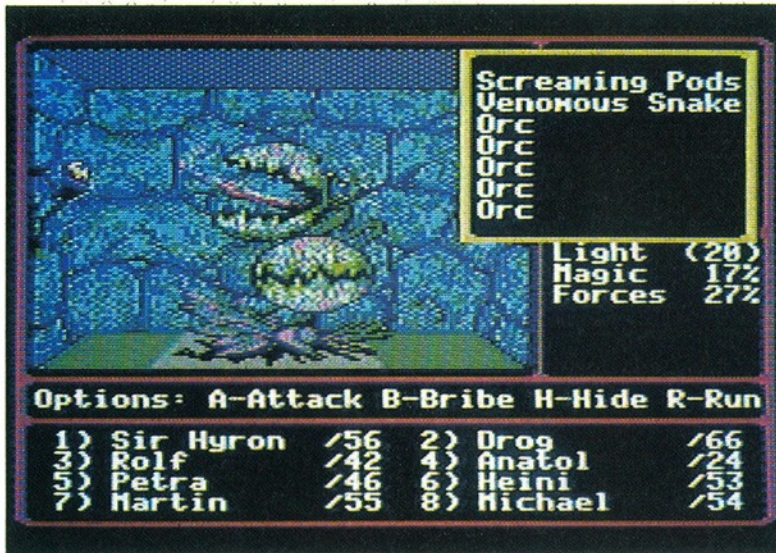 Screaming Pods
Venomous Snake
Orc
Orc
Orc
Orc
Orc
Light (20)
Magic 17%
Forces 27%
Options: A-Attack B-Bribe H-Hide R-Run
1) Sir Hyron /56 2) Drog /66
3) Rolf /42 4) Anatol /24
5) Petra /46 6) Heini /53
7) Martin /55 8) Michael /54